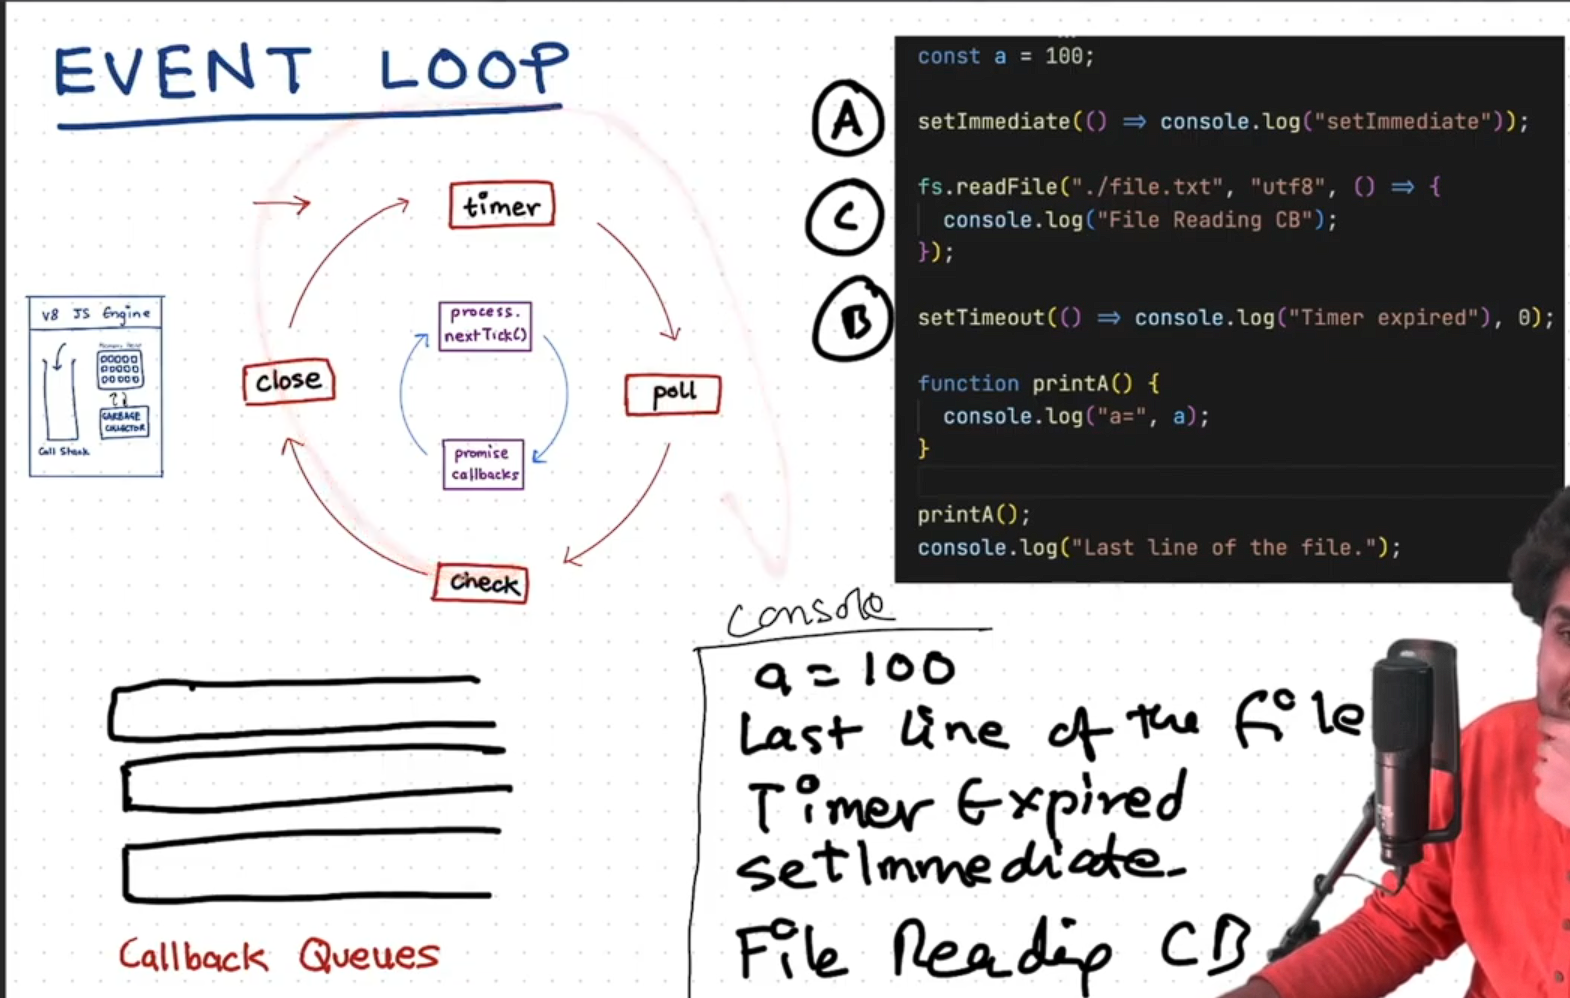 EVENT LOOP
timer
process.
nextTick()
poll
promise
callbacks
check
close
V8 JS Engine
Memory Heap
GARBAGE
COLLECTOR
Call Stack
Callback Queues
A
C
B
const a = 100;
setImmediate(() => console.log("setImmediate"));
fs.readFile("./file.txt", "utf8", () => {
console.log("File Reading CB");
});
setTimeout(() => console.log("Timer expired"), 0);
function printA() {
console.log("a=", a);
}
printA();
console.log("Last line of the file.");
Console
a = 100
Last line of the file
Timer Expired
setImmediate
File Reading CB